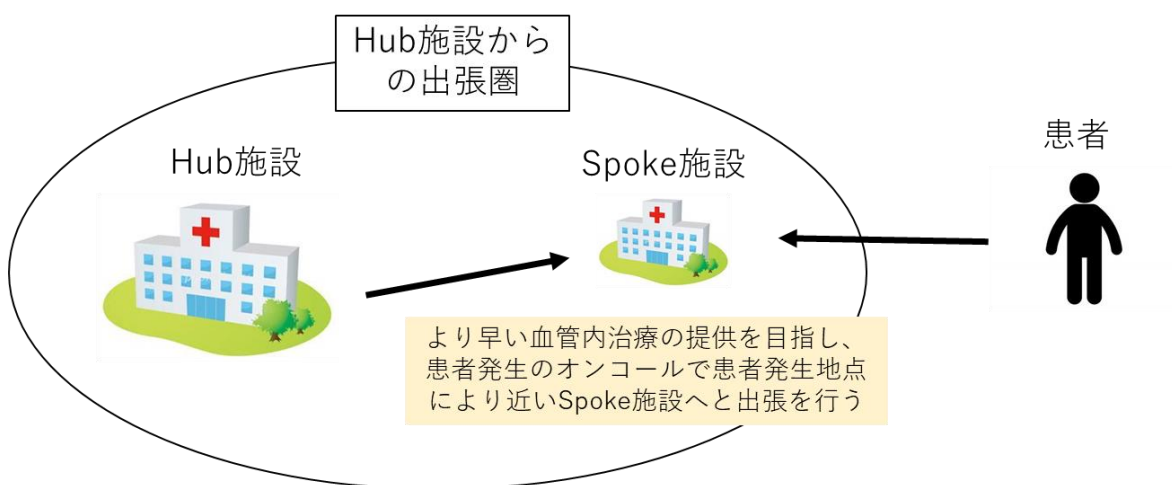 Hub施設から
の出張圏
Hub施設
Spoke施設
患者
より早い血管内治療の提供を目指し、
患者発生のオンコールで患者発生地点
により近いSpoke施設へと出張を行う